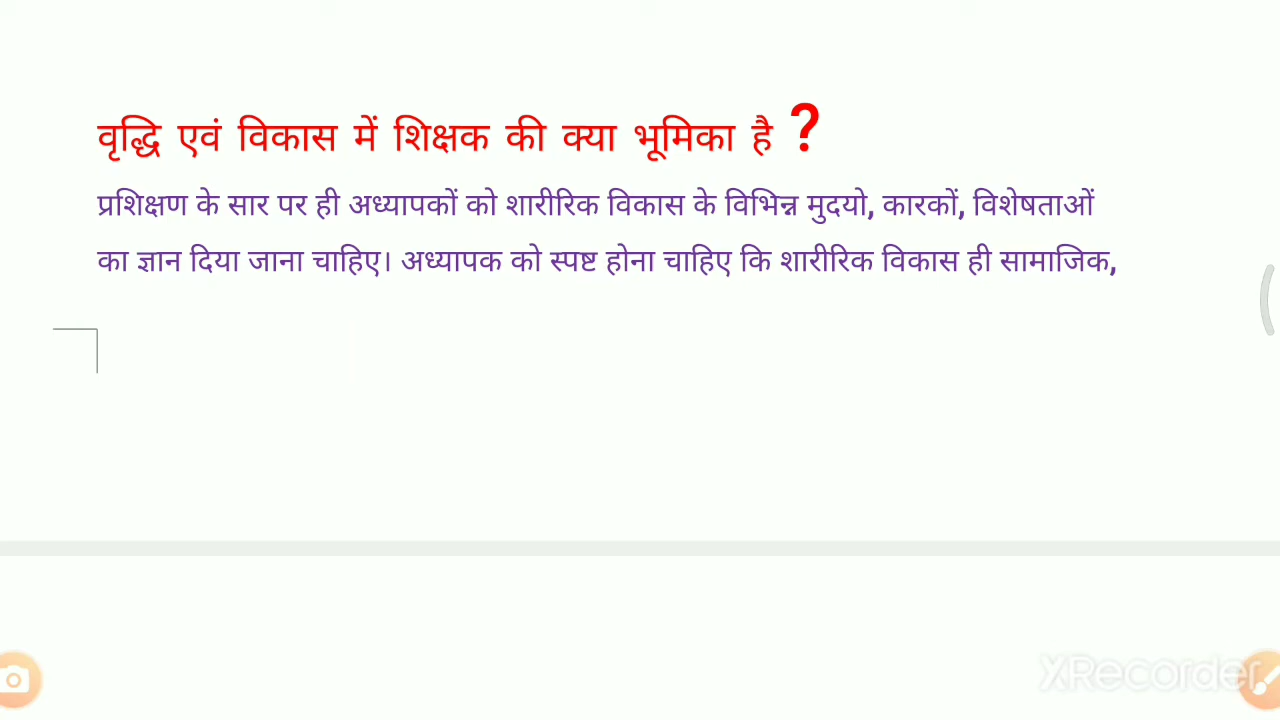 वृद्धि एवं विकास में शिक्षक की क्या भूमिका है ?
प्रशिक्षण के सार पर ही अध्यापकों को शारीरिक विकास के विभिन्न मुदयो, कारकों, विशेषताओं
का ज्ञान दिया जाना चाहिए। अध्यापक को स्पष्ट होना चाहिए कि शारीरिक विकास ही सामाजिक,
XRecorder